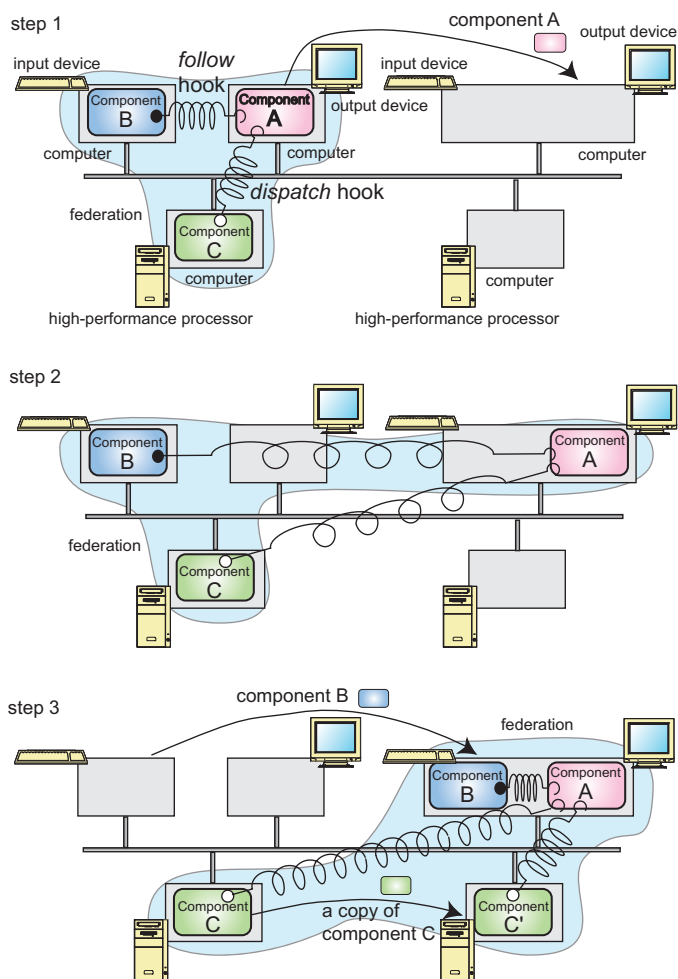 step 1
component A
output device
input device
follow
hook
input device
Component
B
Component
A
output device
computer
computer
computer
dispatch hook
federation
Component
C
computer
computer
high-performance processor
high-performance processor
step 2
Component
B
Component
A
federation
Component
C
step 3
component B
federation
Component
B
Component
A
Component
C
a copy of
component C
Component
C'